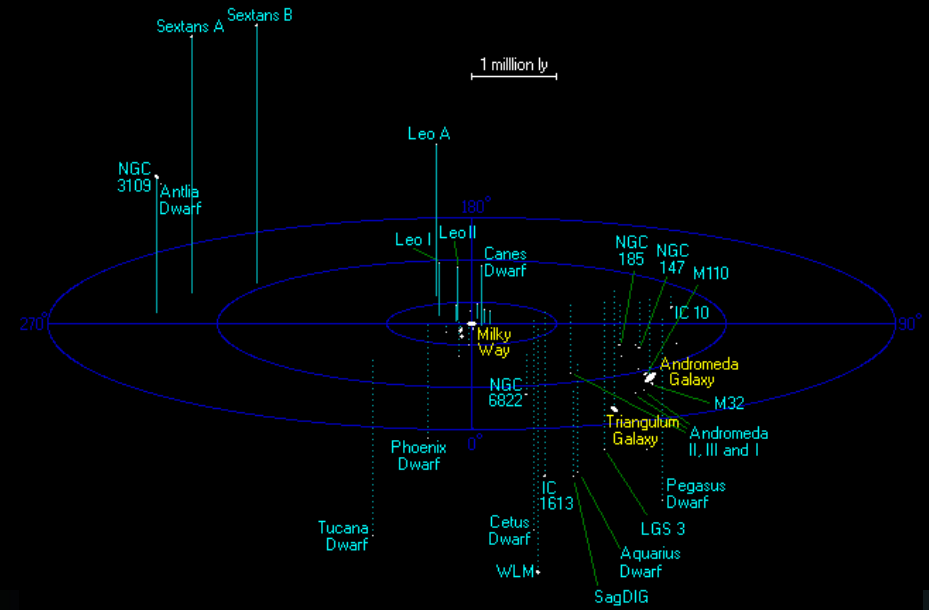 Sextans A
Sextans B
1 milllion ly
Leo A
NGC
3109
Antlia
Dwarf
180°
Leo I
Leo II
Canes
Dwarf
NGC
185
NGC
147
M110
IC 10
270°
90°
Milky
Way
Andromeda
Galaxy
NGC
6822
M32
Triangulum
Galaxy
Andromeda
II, III and I
0°
Phoenix
Dwarf
IC
1613
Pegasus
Dwarf
Tucana
Dwarf
Cetus
Dwarf
LGS 3
Aquarius
Dwarf
WLM
SagDIG